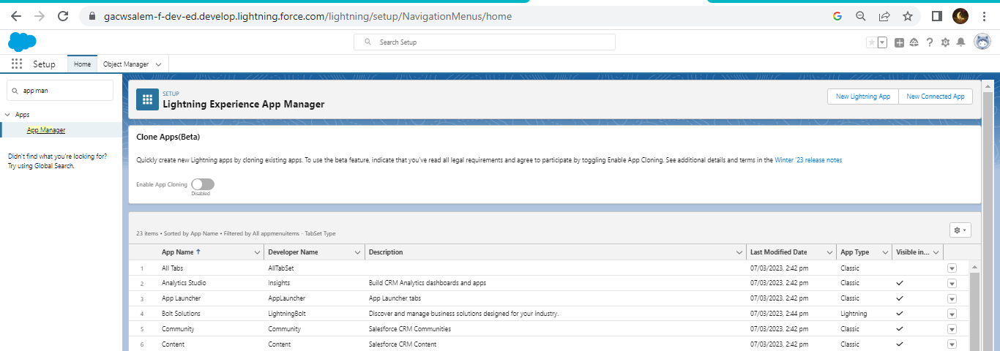 gacwsalem-f-dev-ed.develop.lightning.force.com/lightning/setup/NavigationMenus/home
Search Setup
Setup
Home
Object Manager
app man
Apps
App Manager
Didn't find what you're looking for?
Try using Global Search.
SETUP
Lightning Experience App Manager
New Lightning App
New Connected App
Clone Apps(Beta)
Quickly create new Lightning apps by cloning existing apps. To use the beta feature, indicate that you've read all legal requirements and agree to participate by toggling Enable App Cloning. See additional details and terms in the Winter '23 release notes
Enable App Cloning
Disabled
23 items • Sorted by App Name • Filtered by All appmenuitems - TabSet Type
App Name Developer Name Description Last Modified Date App Type Visible in...
1 All Tabs AllTabSet 07/03/2023, 2:42 pm Classic
2 Analytics Studio Insights Build CRM Analytics dashboards and apps 07/03/2023, 2:42 pm Classic
3 App Launcher AppLauncher App Launcher tabs 07/03/2023, 2:42 pm Classic
4 Bolt Solutions LightningBolt Discover and manage business solutions designed for your industry. 07/03/2023, 2:44 pm Lightning
5 Community Community Salesforce CRM Communities 07/03/2023, 2:42 pm Classic
6 Content Content Salesforce CRM Content 07/03/2023, 2:42 pm Classic